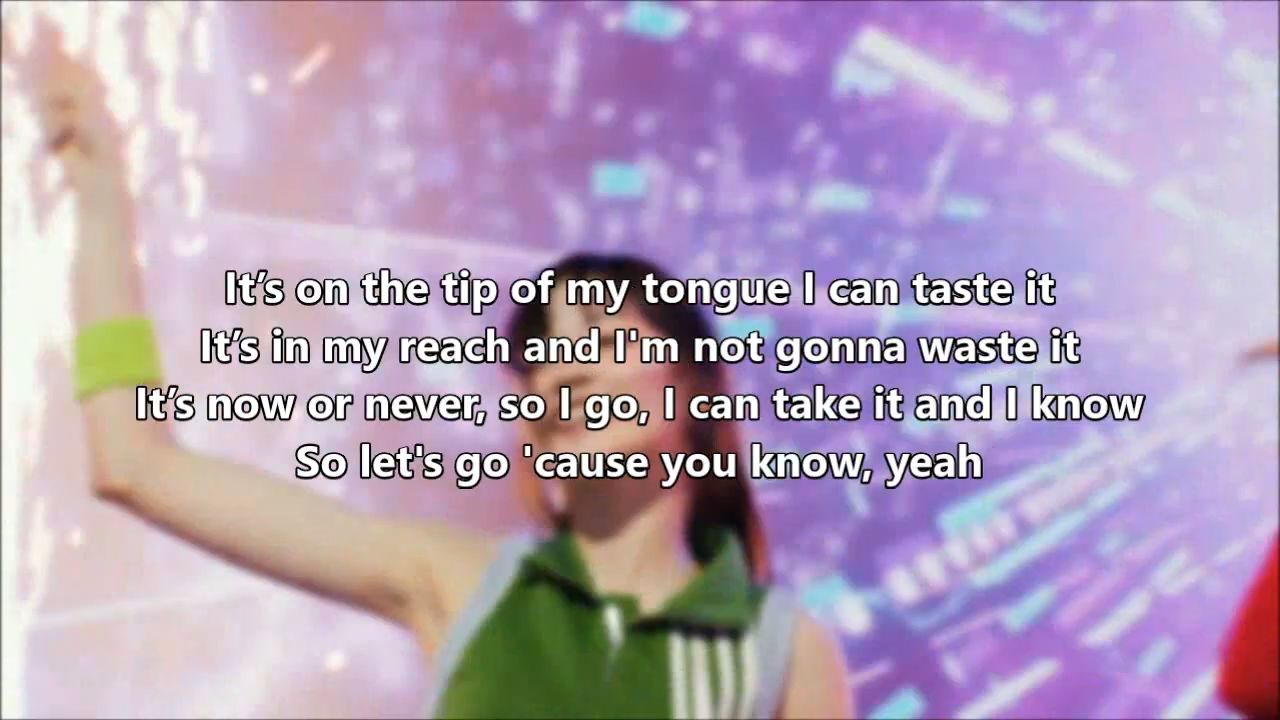 It’s on the tip of my tongue I can taste it
It’s in my reach and I'm not gonna waste it
It’s now or never, so I go, I can take it and I know
So let's go 'cause you know, yeah